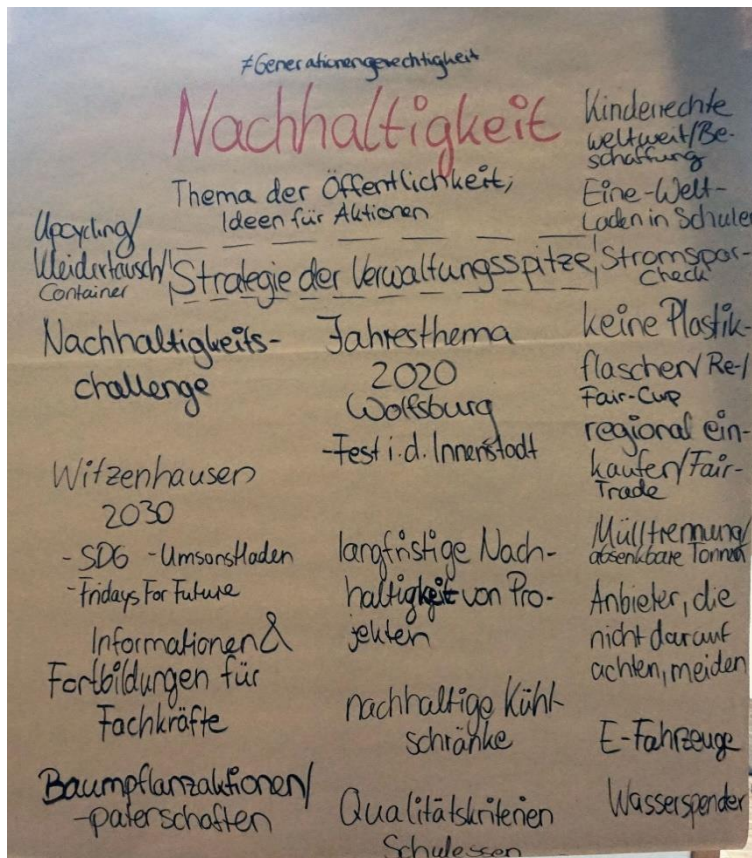 ≠Generationengerechtigkeit
Nachhaltigkeit
Thema der Öffentlichkeit,
Ideen für Aktionen
Strategie der Verwaltungsspitze
Upcycling/
Kleidertausch/
Container
Nachhaltigkeits-
challenge
Witzenhausen
2030
- SDG - Umsonstladen
- Fridays For Future
Informationen &
Fortbildungen für
Fachkräfte
Baumpflanzaktionen/
-patenschaften
Jahresthema
2020
Wolfsburg
-Fest i.d. Innenstadt
langfristige Nach-
haltigkeit von Pro-
jekten
nachhaltige Kühl-
schränke
Qualitätskriterien
Schulessen
Kinderrechte
weltweit/Be-
schaffung
Eine-Welt-
Laden in Schulen
Stromspar-
Check
keine Plastik-
flaschen/Re-/
Fair-Cup
regional ein-
kaufen/Fair-
Trade
Mülltrennung/
absenkbare Tonnen
Anbieter, die
nicht darauf
achten, meiden
E-Fahrzeuge
Wasserspender